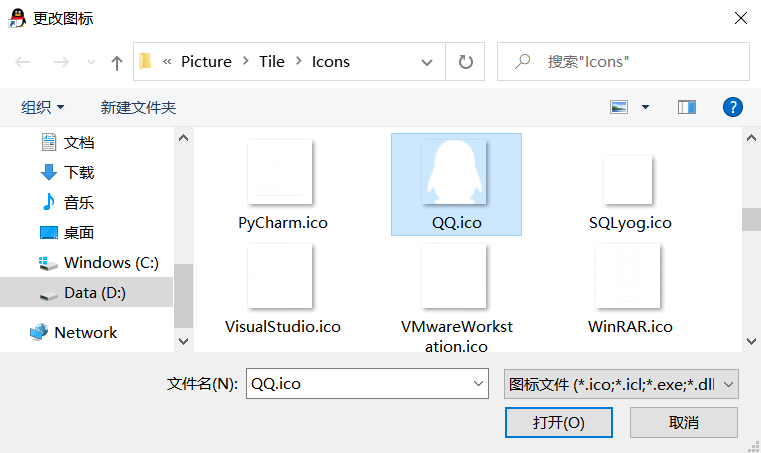 更改图标
« Picture > Tile > Icons
搜索"Icons"
组织
新建文件夹
文档
下载
音乐
桌面
Windows (C:)
Data (D:)
Network
PyCharm.ico
QQ.ico
SQLyog.ico
VisualStudio.ico
VMwareWorkst
ation.ico
WinRAR.ico
文件名(N):
QQ.ico
图标文件 (*.ico;*.icl;*.exe;*.dll
打开(O)
取消